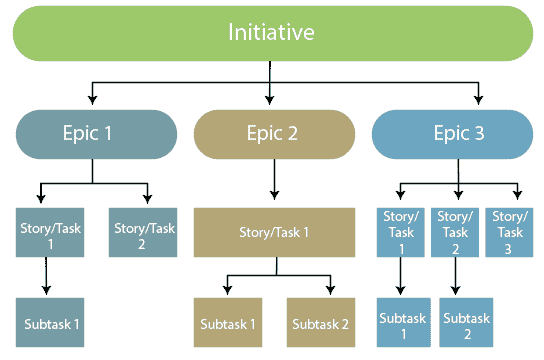 Initiative
Epic 1
Epic 2
Epic 3
Story/Task
1
Story/Task
2
Story/Task 1
Story/
Task
1
Story/
Task
2
Story/
Task
3
Subtask 1
Subtask 1
Subtask 2
Subtask
1
Subtask
2